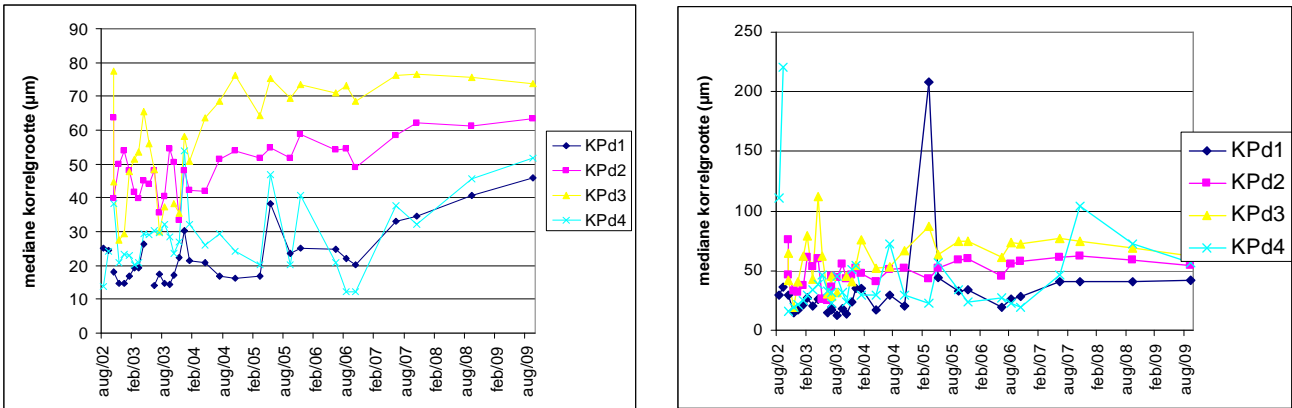 mediane korrelgrootte (µm)
90
80
70
60
50
40
30
20
10
0
aug/02
feb/03
aug/03
feb/04
aug/04
feb/05
aug/05
feb/06
aug/06
feb/07
aug/07
feb/08
aug/08
feb/09
aug/09
KPd1
KPd2
KPd3
KPd4
mediane korrelgrootte (µm)
250
200
150
100
50
0
aug/02
feb/03
aug/03
feb/04
aug/04
feb/05
aug/05
feb/06
aug/06
feb/07
aug/07
feb/08
aug/08
feb/09
aug/09
KPd1
KPd2
KPd3
KPd4